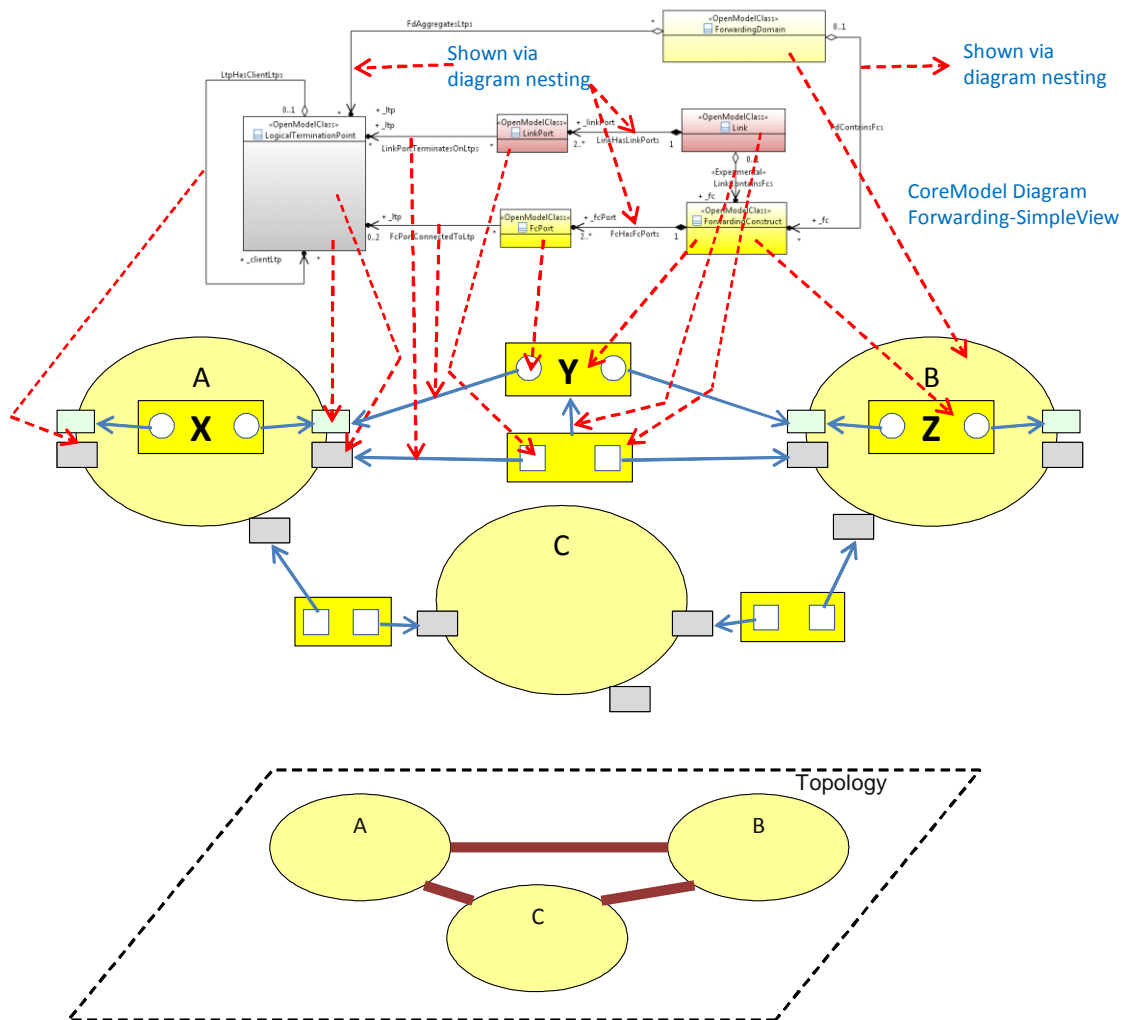 FdAggregatesLtps
*
«OpenModelClass»
ForwardingDomain
0..1
Shown via
diagram nesting
Shown via
diagram nesting
LtpHasClientLtps
0..1
*
+ _ltp
«OpenModelClass»
LogicalTerminationPoint
+ _ltp
*
LinkPortTerminatesOnLtps
*
«OpenModelClass»
LinkPort
+ _linkPort
2..*
LinkHasLinkPorts
1
«OpenModelClass»
Link
0..1
FdContainsFcs
«Experimental»
LinkContainsFcs
+ _fc
CoreModel Diagram
Forwarding-SimpleView
+ _ltp
0..2
FcPortConnectedToLtp
*
«OpenModelClass»
FcPort
+ _fcPort
2..*
FcHasFcPorts
1
«OpenModelClass»
ForwardingConstruct
+ _fc
*
+ _clientLtp
*
A
Y
B
X
Z
C
Topology
A
B
C